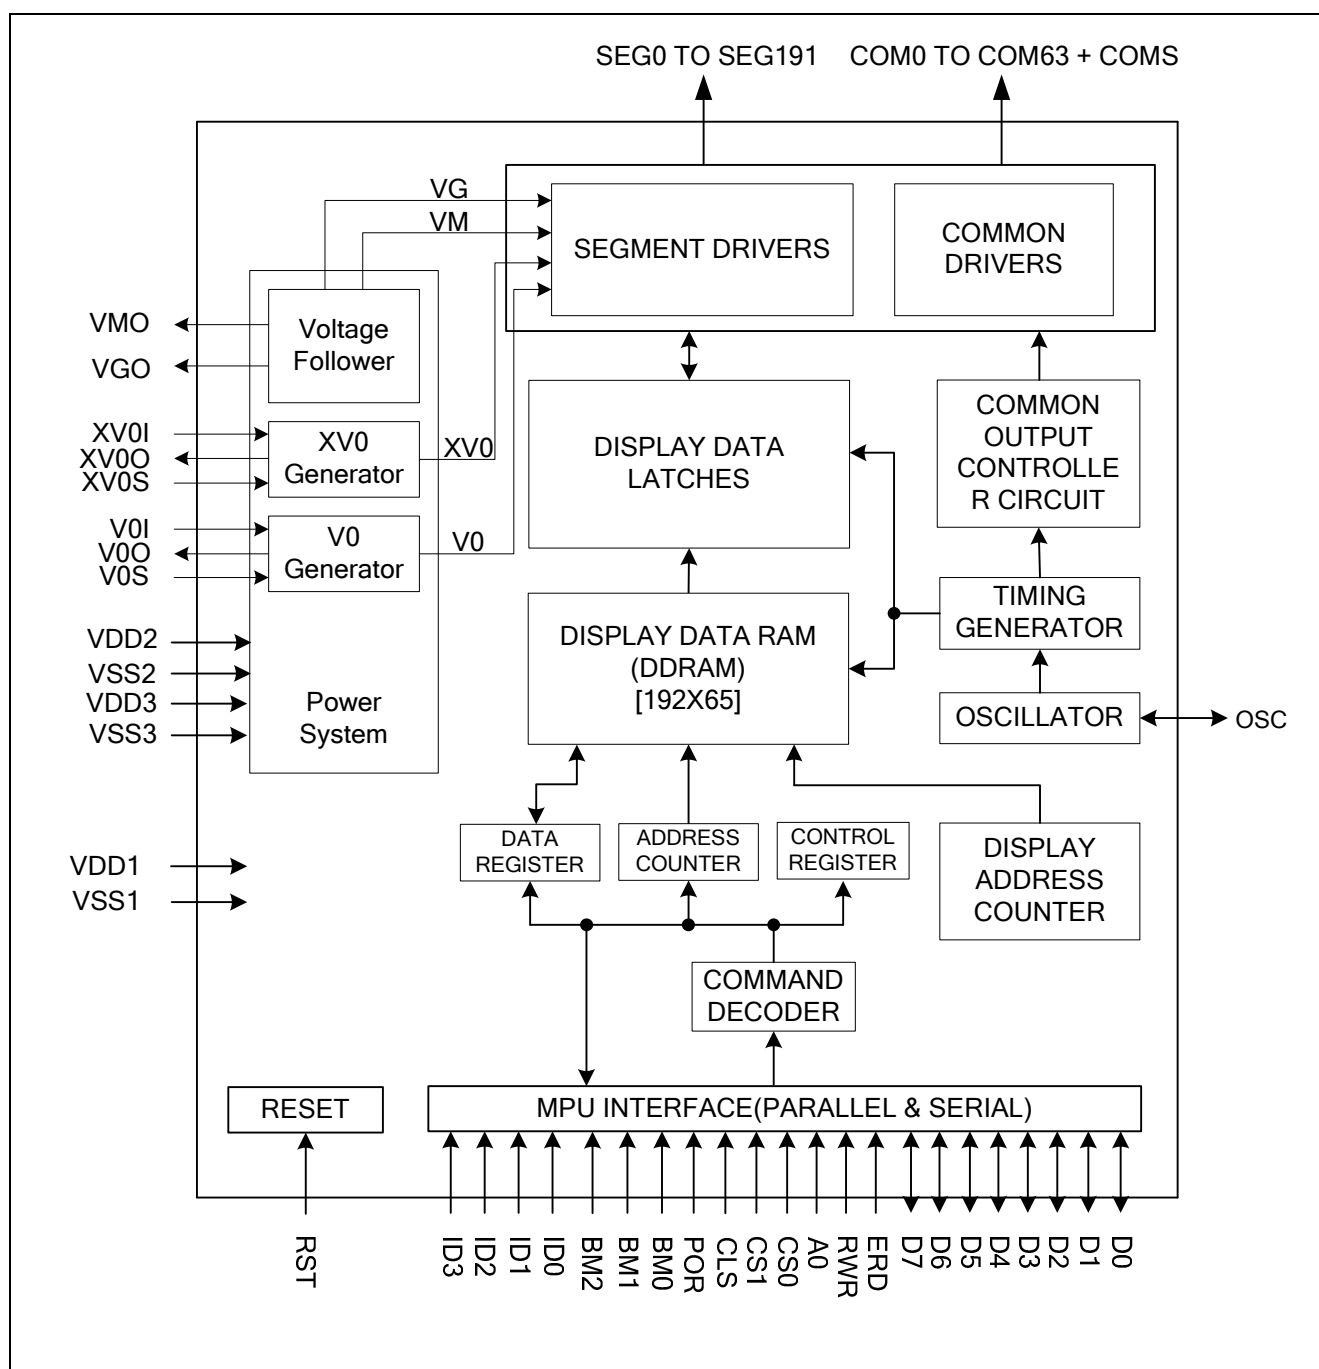 SEG0 TO SEG191
COM0 TO COM63 + COMS
VG
VM
SEGMENT DRIVERS
COMMON
DRIVERS
VMO
VGO
Voltage
Follower
XV0I
XV0O
XV0S
XV0
Generator
XV0
V0I
V0O
V0S
V0
Generator
V0
DISPLAY DATA
LATCHES
COMMON
OUTPUT
CONTROLLE
R CIRCUIT
TIMING
GENERATOR
DISPLAY DATA RAM
(DDRAM)
[192X65]
OSCILLATOR
OSC
VDD2
VSS2
VDD3
VSS3
Power
System
VDD1
VSS1
DATA
REGISTER
ADDRESS
COUNTER
CONTROL
REGISTER
DISPLAY
ADDRESS
COUNTER
COMMAND
DECODER
RESET
MPU INTERFACE(PARALLEL & SERIAL)
RST
ID3
ID2
ID1
ID0
BM2
BM1
BM0
POR
CLS
CS1
CS0
A0
RWR
ERD
D7
D6
D5
D4
D3
D2
D1
D0